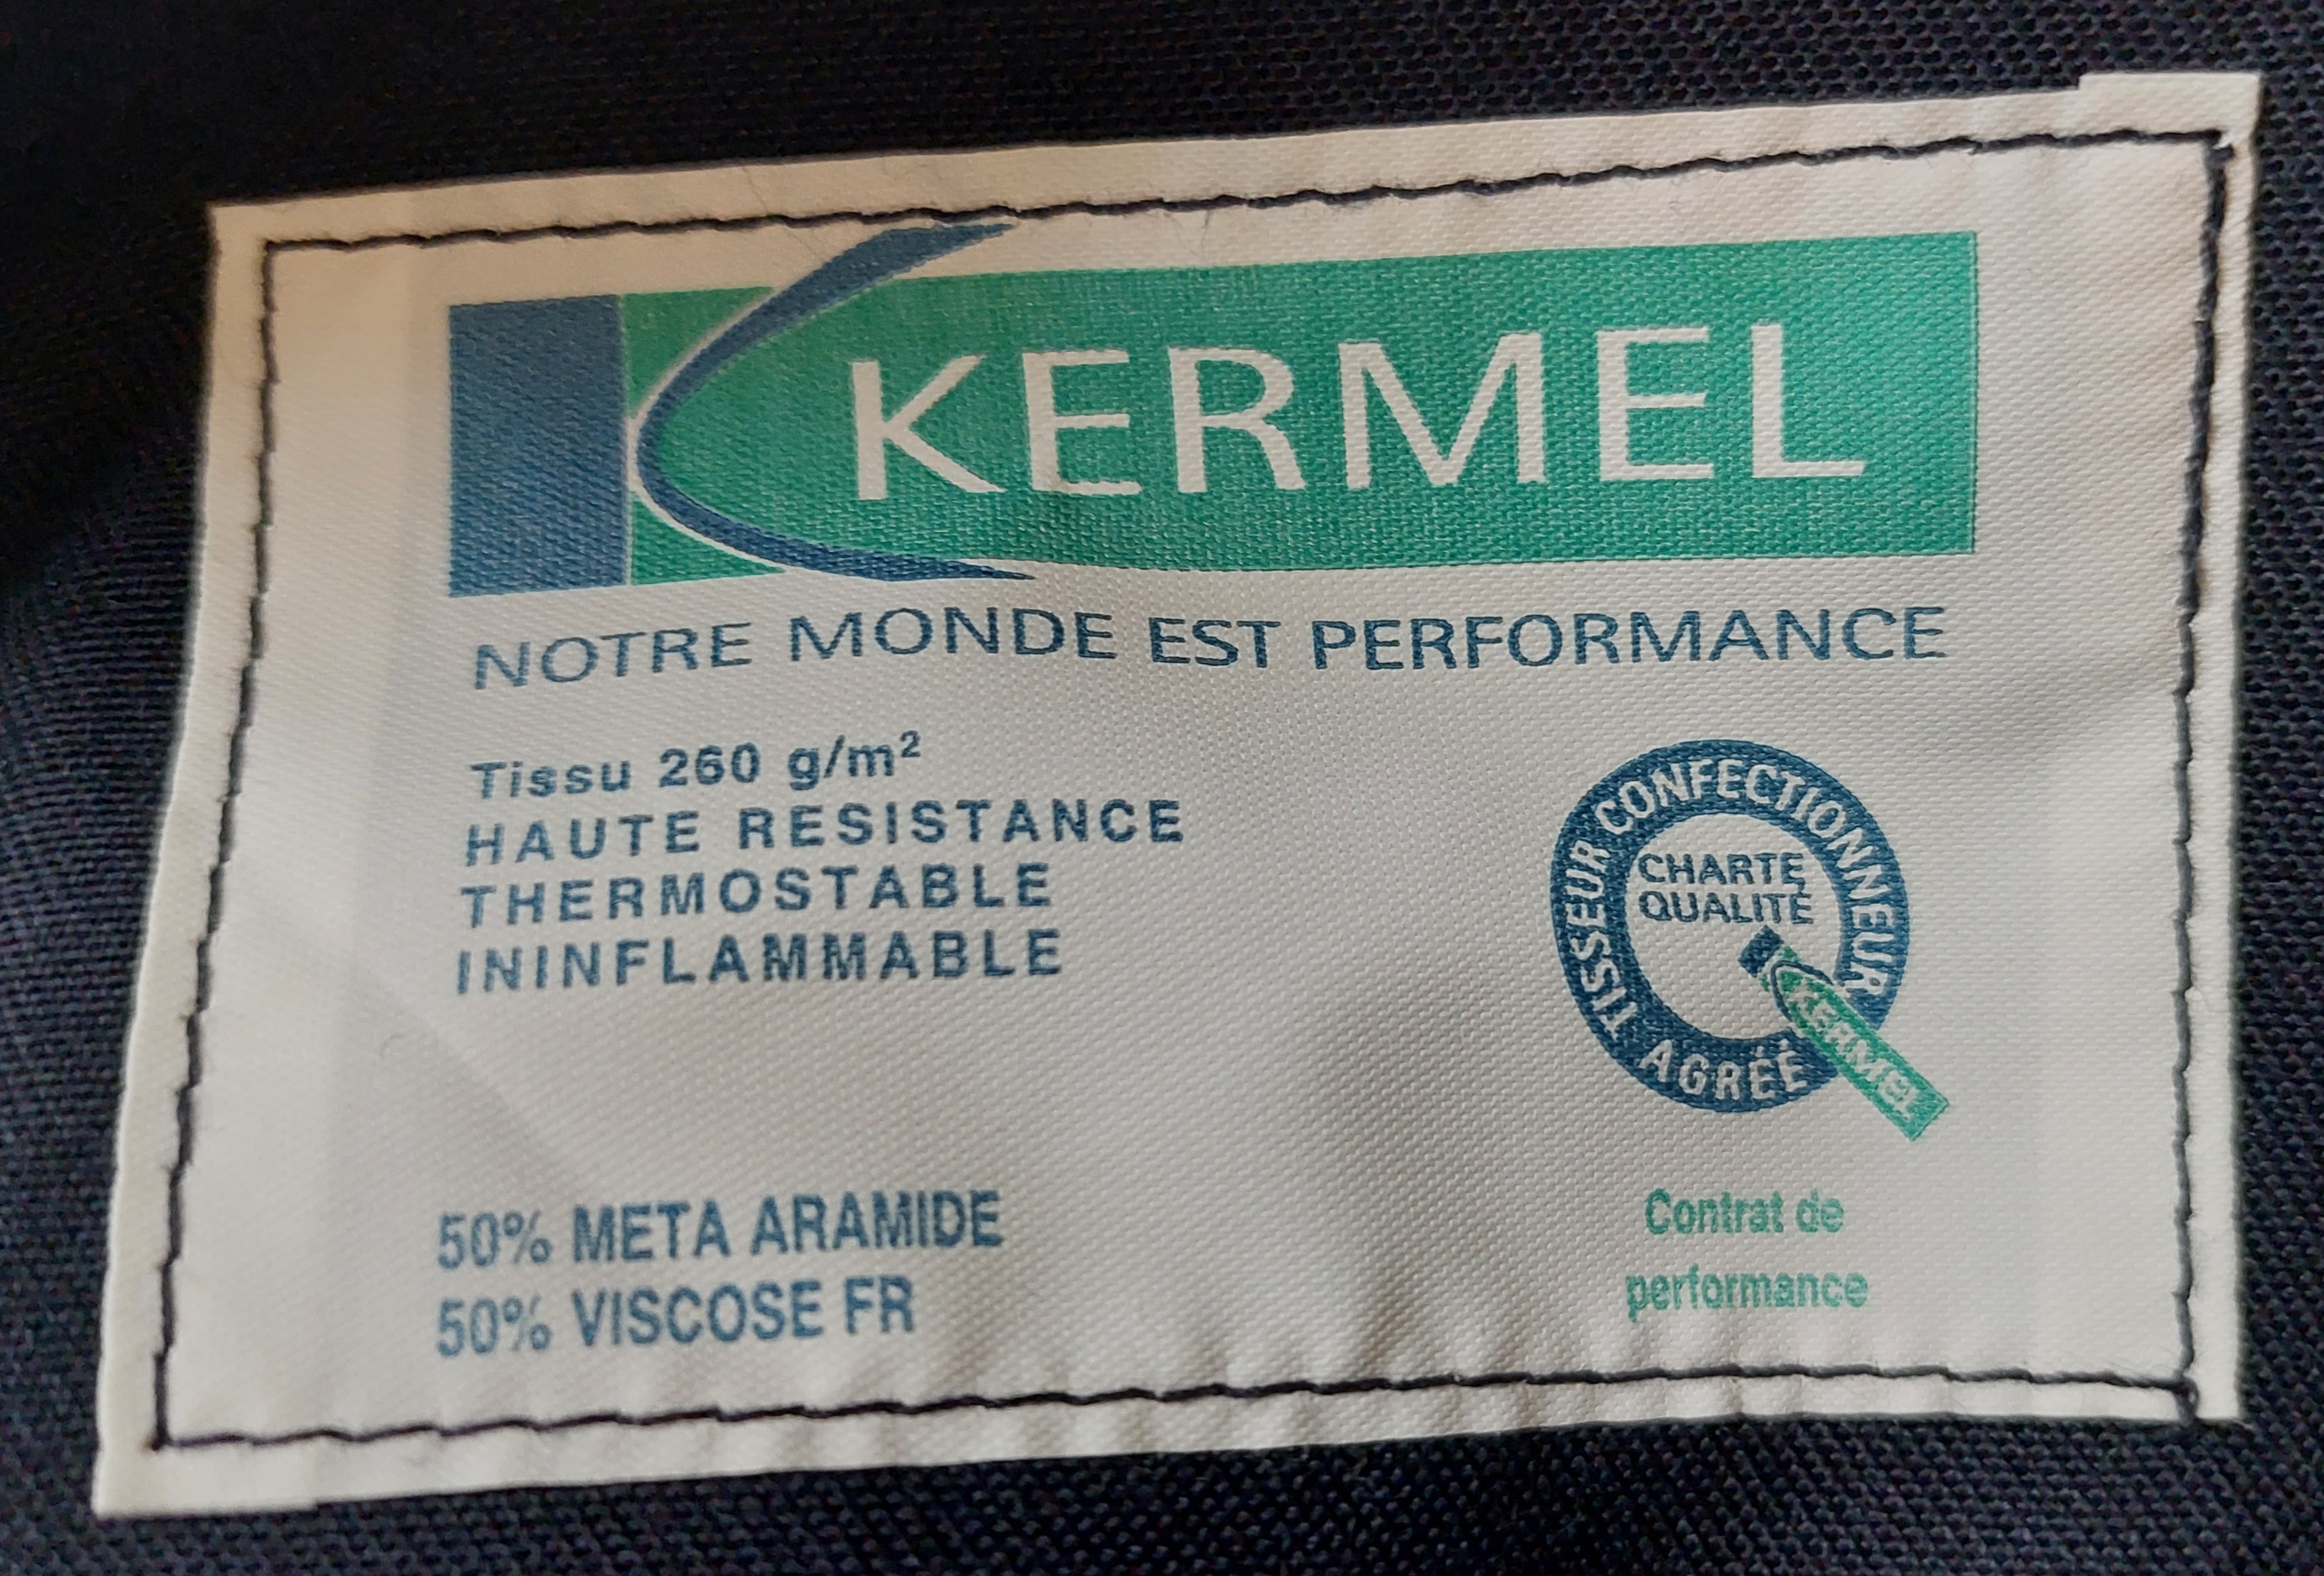 KERMEL
NOTRE MONDE EST PERFORMANCE
Tissu 260 g/m²
HAUTE RESISTANCE
THERMOSTABLE
ININFLAMMABLE
TISSEUR CONFECTIONNEUR AGRÉÉ
CHARTE
QUALITÉ
KERMEL
50% META ARAMIDE
50% VISCOSE FR
Contrat de
performance